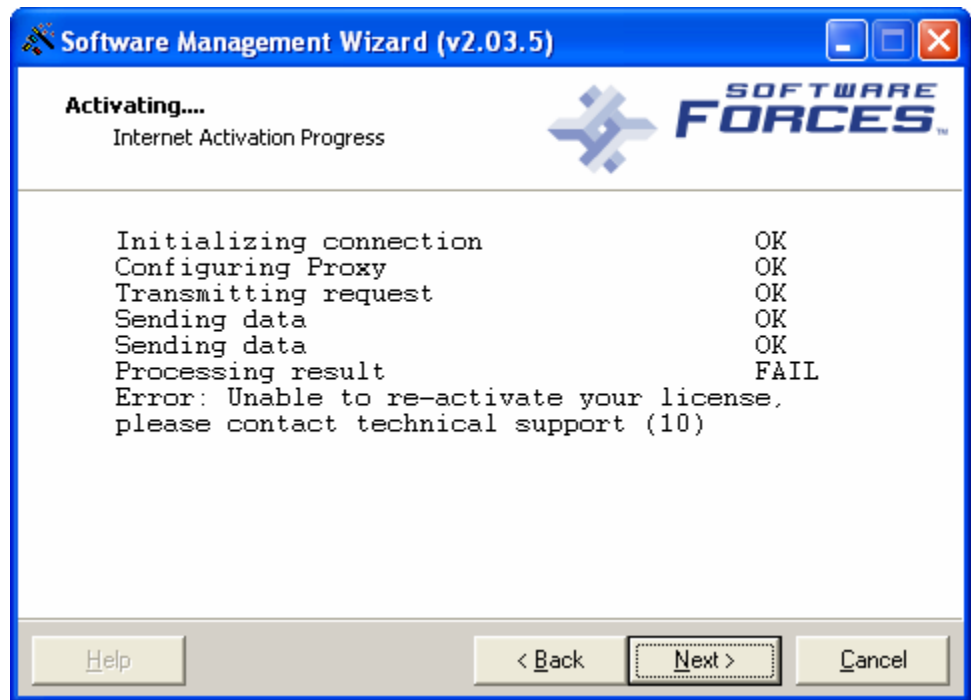 Software Management Wizard (v2.03.5)
Activating....
Internet Activation Progress
SOFTWARE
FORCES™
Initializing connection OK
Configuring Proxy OK
Transmitting request OK
Sending data OK
Sending data OK
Processing result FAIL
Error: Unable to re-activate your license,
please contact technical support (10)
Help < Back Next > Cancel